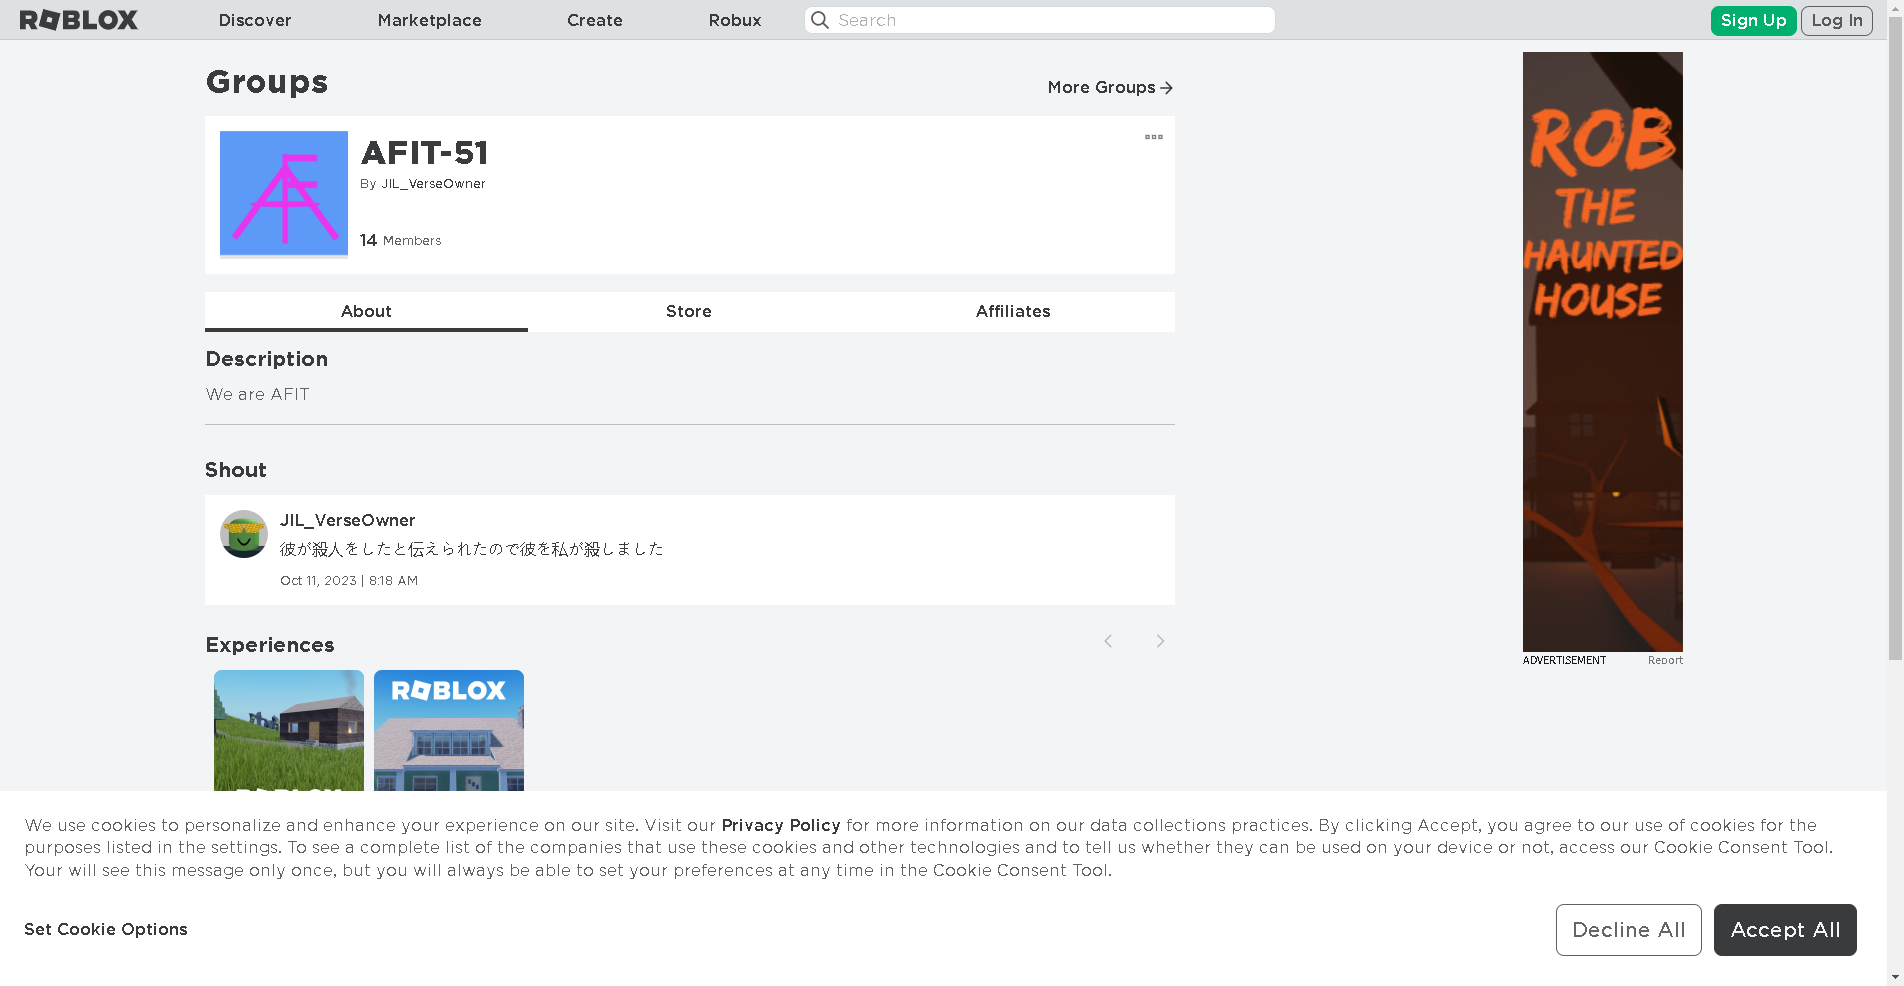 ROBLOX
Discover
Marketplace
Create
Robux
Search
Sign Up
Log In
Groups
More Groups
AFIT-51
By JIL_VerseOwner
14 Members
About
Store
Affiliates
Description
We are AFIT
Shout
JIL_VerseOwner
彼が殺人をしたと伝えられたので彼を私が殺しました
Oct 11, 2023 | 8:18 AM
Experiences
ROBLOX
ROB
THE
HAUNTED
HOUSE
ADVERTISEMENT
Report
We use cookies to personalize and enhance your experience on our site. Visit our Privacy Policy for more information on our data collections practices. By clicking Accept, you agree to our use of cookies for the
purposes listed in the settings. To see a complete list of the companies that use these cookies and other technologies and to tell us whether they can be used on your device or not, access our Cookie Consent Tool.
Your will see this message only once, but you will always be able to set your preferences at any time in the Cookie Consent Tool.
Set Cookie Options
Decline All
Accept All